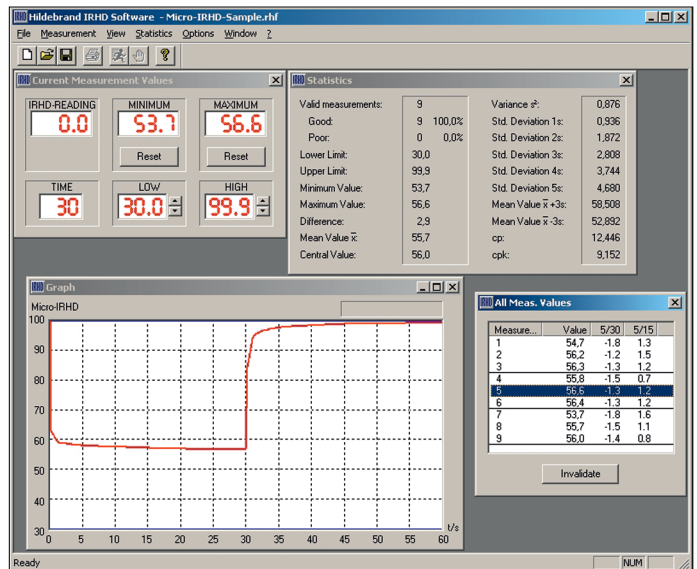 Hildebrand IRHD Software - Micro-IRHD-Sample.rhf
File Measurement View Statistics Options Window ?
IRHD Current Measurement Values
IRHD-READING MINIMUM MAXIMUM
0.0 53.7 56.6
Reset Reset
TIME LOW HIGH
30 30.0 99.9
IRHD Statistics
Valid measurements: 9
Good: 9 100,0%
Poor: 0 0,0%
Lower Limit: 30,0
Upper Limit: 99,9
Minimum Value: 53,7
Maximum Value: 56,6
Difference: 2,9
Mean Value x̅: 55,7
Central Value: 56,0
Variance s²: 0,876
Std. Deviation 1s: 0,936
Std. Deviation 2s: 1,872
Std. Deviation 3s: 2,808
Std. Deviation 4s: 3,744
Std. Deviation 5s: 4,680
Mean Value x̅ +3s: 58,508
Mean Value x̅ -3s: 52,892
cp: 12,446
cpk: 9,152
IRHD Graph
Micro-IRHD
100
90
80
70
60
50
40
30
0 5 10 15 20 25 30 35 40 45 50 55 60
t/s
All Meas. Values
Measure... Value 5/30 5/15
1 54,7 -1.8 1.3
2 56,2 -1.2 1.5
3 56,3 -1.3 1.2
4 55,8 -1.5 0.7
5 56,6 -1.3 1.2
6 56,4 -1.3 1.2
7 53,7 -1.8 1.6
8 55,7 -1.5 1.1
9 56,0 -1.4 0.8
Invalidate
Ready NUM